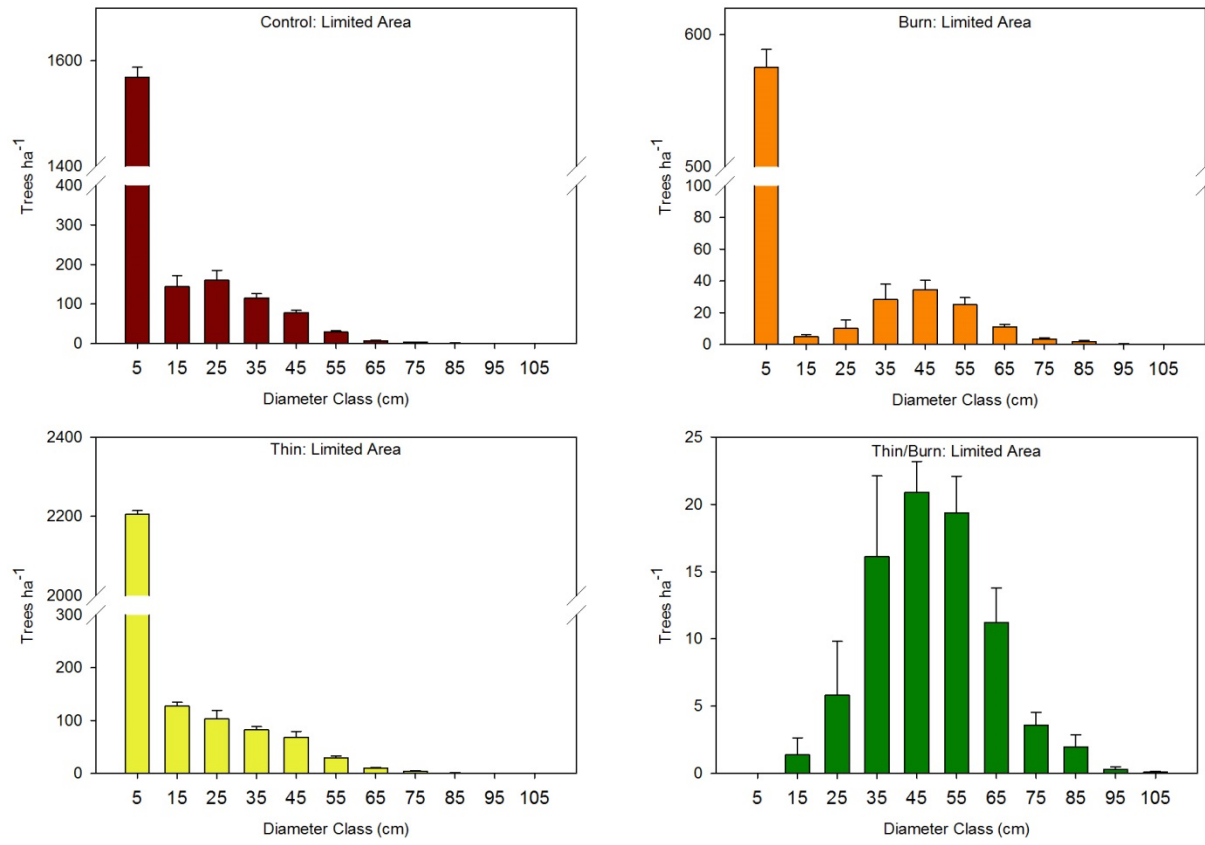 Control: Limited Area
1600
1400
400
300
200
100
0
Trees ha-1
5 15 25 35 45 55 65 75 85 95 105
Diameter Class (cm)
Burn: Limited Area
600
500
100
80
60
40
20
0
Trees ha-1
5 15 25 35 45 55 65 75 85 95 105
Diameter Class (cm)
Thin: Limited Area
2400
2200
2000
300
200
100
0
Trees ha-1
5 15 25 35 45 55 65 75 85 95 105
Diameter Class (cm)
Thin/Burn: Limited Area
25
20
15
10
5
0
Trees ha-1
5 15 25 35 45 55 65 75 85 95 105
Diameter Class (cm)